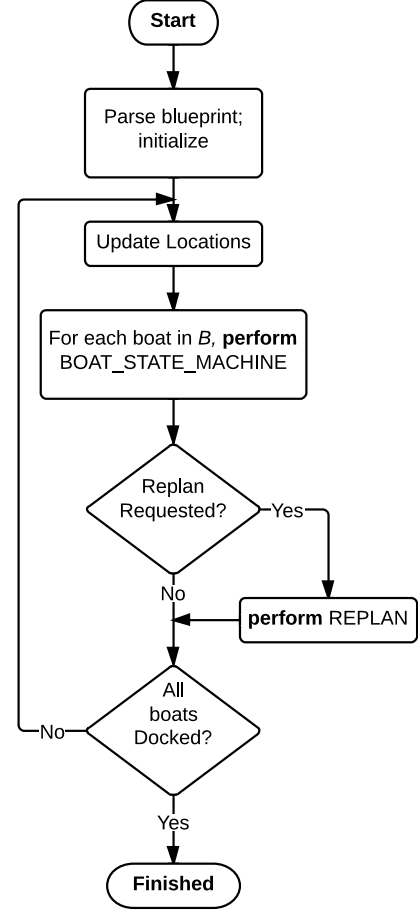 Start
Parse blueprint;
initialize
Update Locations
For each boat in B, perform
BOAT_STATE_MACHINE
Replan
Requested?
Yes
No
perform REPLAN
All
boats
Docked?
No
Yes
Finished